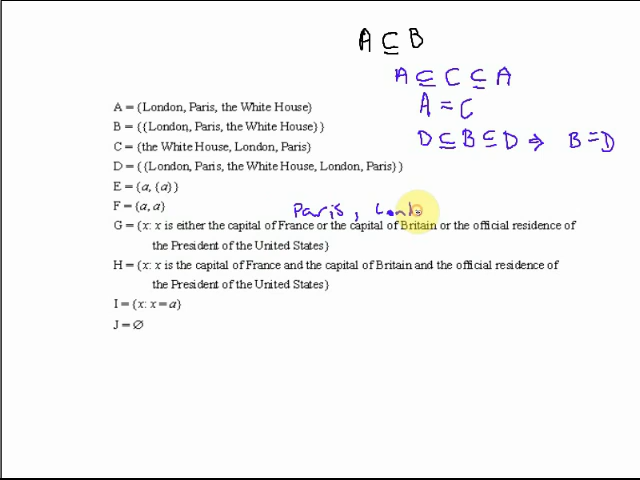 A ⊆ B
A ⊆ C ⊆ A
A = C
D ⊆ B ⊆ D ⇒ B = D
A = {London, Paris, the White House}
B = {{London, Paris, the White House}}
C = {the White House, London, Paris}
D = {{London, Paris, the White House, London, Paris}}
E = {a, {a}}
F = {a, a}
Paris, Lond
G = {x: x is either the capital of France or the capital of Britain or the official residence of
the President of the United States}
H = {x: x is the capital of France and the capital of Britain and the official residence of
the President of the United States}
I = {x: x = a}
J = ∅